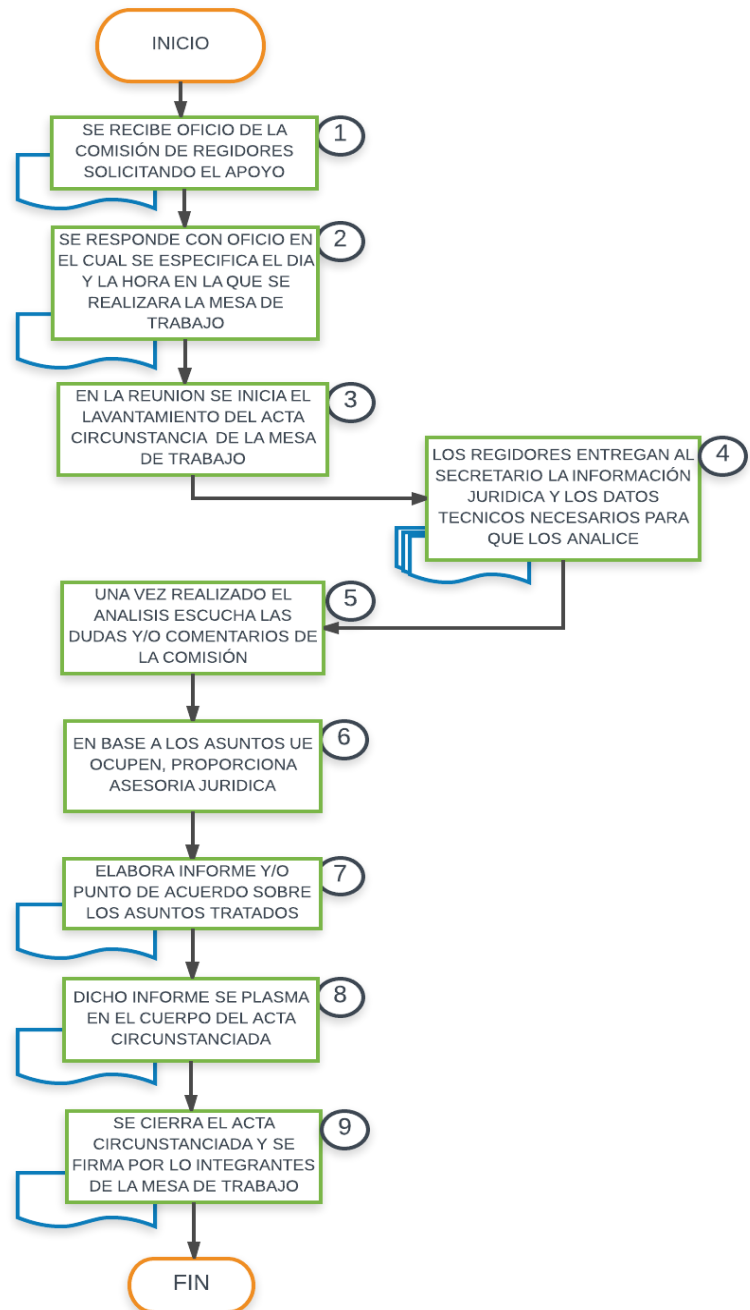 INICIO
1
SE RECIBE OFICIO DE LA
COMISIÓN DE REGIDORES
SOLICITANDO EL APOYO
2
SE RESPONDE CON OFICIO EN
EL CUAL SE ESPECIFICA EL DIA
Y LA HORA EN LA QUE SE
REALIZARA LA MESA DE
TRABAJO
3
EN LA REUNION SE INICIA EL
LAVANTAMIENTO DEL ACTA
CIRCUNSTANCIA DE LA MESA
DE TRABAJO
4
LOS REGIDORES ENTREGAN AL
SECRETARIO LA INFORMACIÓN
JURIDICA Y LOS DATOS
TECNICOS NECESARIOS PARA
QUE LOS ANALICE
5
UNA VEZ REALIZADO EL
ANALISIS ESCUCHA LAS
DUDAS Y/O COMENTARIOS DE
LA COMISIÓN
6
EN BASE A LOS ASUNTOS UE
OCUPEN, PROPORCIONA
ASESORIA JURIDICA
7
ELABORA INFORME Y/O
PUNTO DE ACUERDO SOBRE
LOS ASUNTOS TRATADOS
8
DICHO INFORME SE PLASMA
EN EL CUERPO DEL ACTA
CIRCUNSTANCIADA
9
SE CIERRA EL ACTA
CIRCUNSTANCIADA Y SE
FIRMA POR LO INTEGRANTES
DE LA MESA DE TRABAJO
FIN